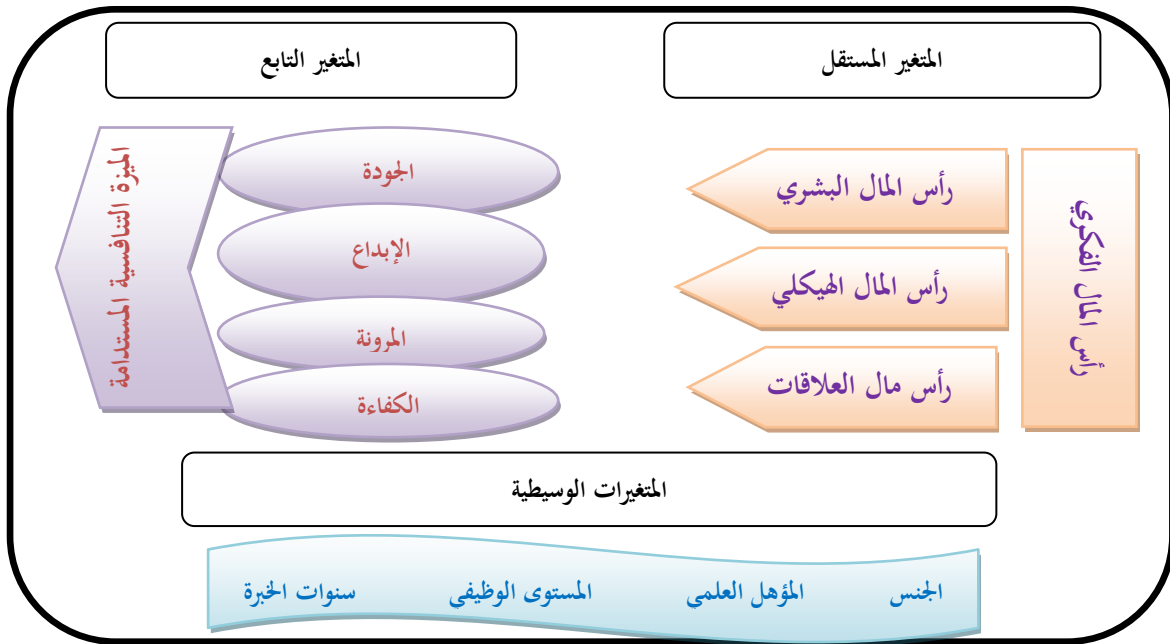 المتغير المستقل
المتغير التابع
رأس المال الفكري
رأس المال البشري
رأس المال الهيكلي
رأس مال العلاقات
الجودة
الإبداع
المرونة
الكفاءة
الميزة التنافسية المستدامة
المتغيرات الوسيطية
الجنس المؤهل العلمي المستوى الوظيفي سنوات الخبرة